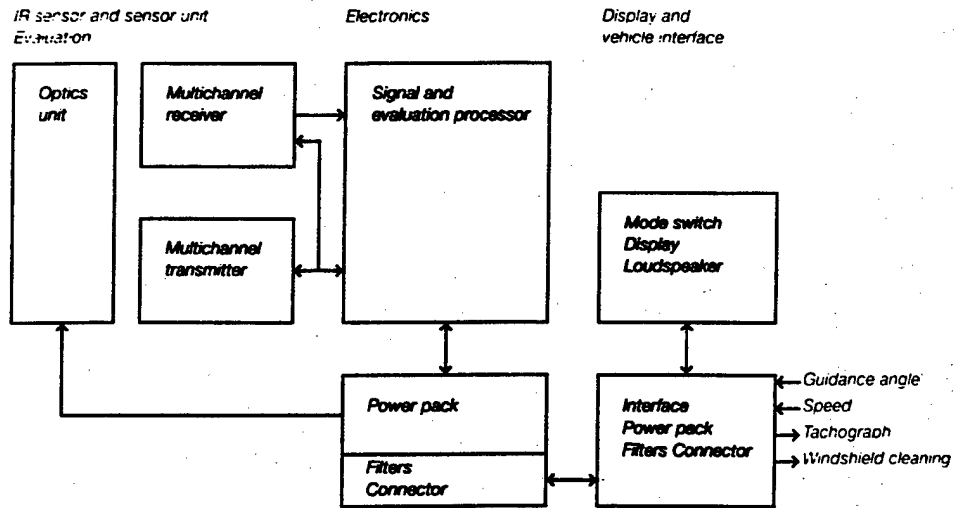 IR sensor and sensor unit
Evaluation
Electronics
Display and
vehicle interface
Optics
unit
Multichannel
receiver
Signal and
evaluation processor
Multichannel
transmitter
Mode switch
Display
Loudspeaker
Power pack
Filters
Connector
Interface
Power pack
Filters Connector
Guidance angle
Speed
Tachograph
Windshield cleaning